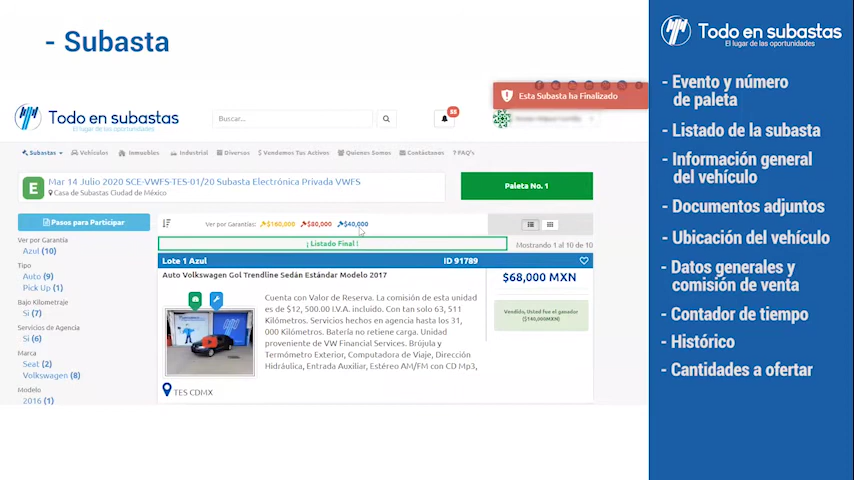 - Subasta
Todo en subastas
El lugar de las oportunidades
- Evento y número
de paleta
- Listado de la subasta
- Información general
del vehículo
- Documentos adjuntos
- Ubicación del vehículo
- Datos generales y
comisión de venta
- Contador de tiempo
- Histórico
- Cantidades a ofertar
Esta Subasta ha Finalizado
Todo en subastas
El lugar de las oportunidades
Buscar...
55
Subastas
Vehículos
Inmuebles
Industrial
Diversos
$ Vendemos Tus Activos
Quienes Somos
Contáctanos
? FAQ's
E
Mar 14 Julio 2020 SCE-VWFS-TES-01/20 Subasta Electrónica Privada VWFS
Casa de Subastas Ciudad de México
Paleta No. 1
Pasos para Participar
Ver por Garantía
Azul (10)
Tipo
Auto (9)
Pick Up (1)
Bajo Kilometraje
Si (7)
Servicios de Agencia
Si (6)
Marca
Seat (2)
Volkswagen (8)
Modelo
2016 (1)
Ver por Garantías: $160,000 $80,000 $40,000
¡ Listado Final !
Mostrando 1 al 10 de 10
Lote 1 Azul
ID 91789
Auto Volkswagen Gol Trendline Sedán Estándar Modelo 2017
Cuenta con Valor de Reserva. La comisión de esta unidad
es de $12, 500.00 I.V.A. incluido. Con tan solo 63, 511
Kilómetros. Servicios hechos en agencia hasta los 31,
000 Kilómetros. Batería no retiene carga. Unidad
proveniente de VW Financial Services. Brújula y
Termómetro Exterior, Computadora de Viaje, Dirección
Hidráulica, Entrada Auxiliar, Estéreo AM/FM con CD Mp3,
TES CDMX
$68,000 MXN
Vendido, Usted fue el ganador